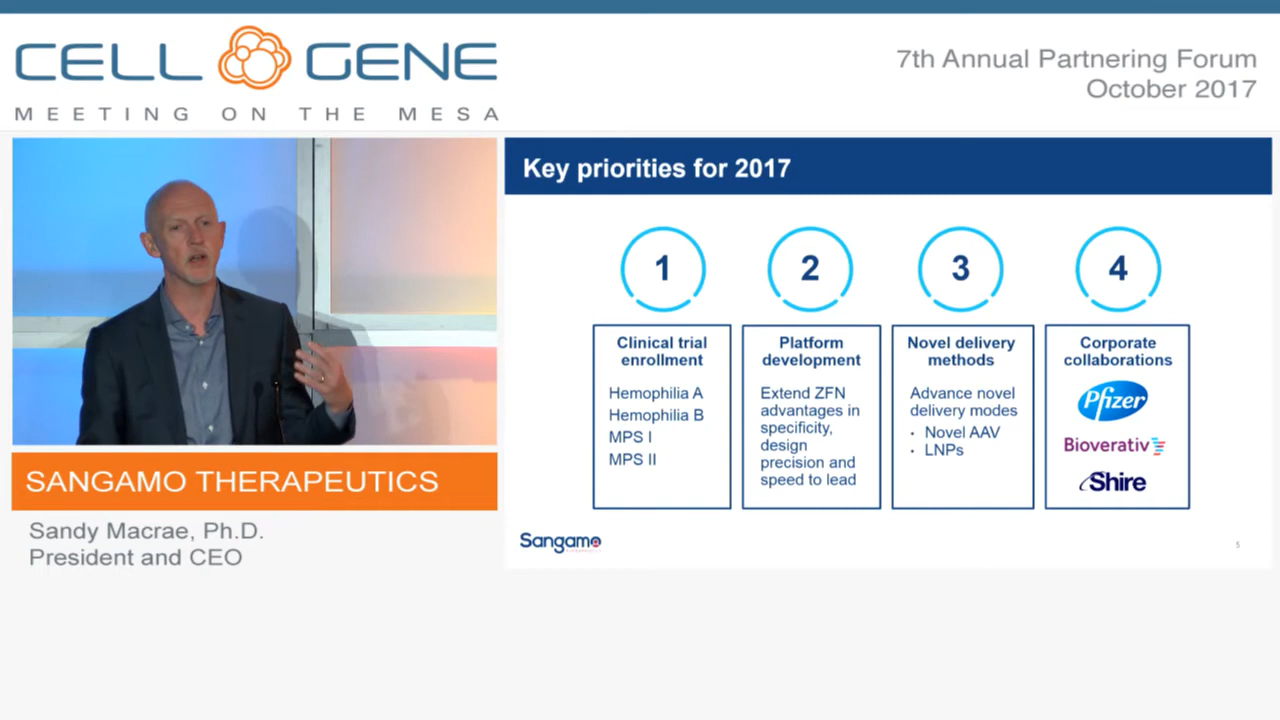 CELL GENE
MEETING ON THE MESA
7th Annual Partnering Forum
October 2017
SANGAMO THERAPEUTICS
Sandy Macrae, Ph.D.
President and CEO
Key priorities for 2017
1
Clinical trial
enrollment
Hemophilia A
Hemophilia B
MPS I
MPS II
2
Platform
development
Extend ZFN
advantages in
specificity,
design
precision and
speed to lead
3
Novel delivery
methods
Advance novel
delivery modes
• Novel AAV
• LNPs
4
Corporate
collaborations
Pfizer
Bioverativ
Shire
Sangamo
5